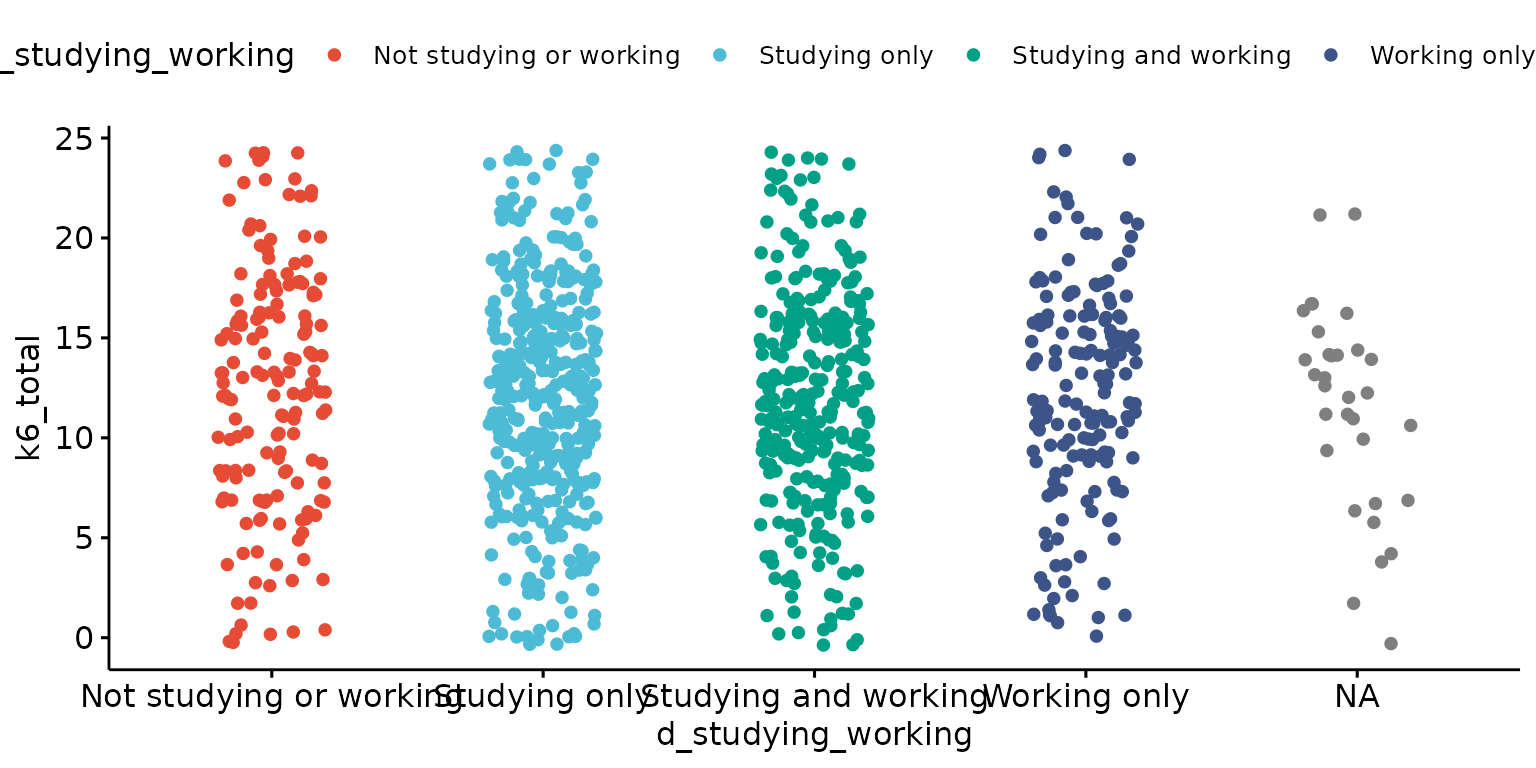 _studying_working Not studying or working Studying only Studying and working Working only
25
20
15
10
5
0
k6_total
Not studying or working Studying only Studying and working Working only NA
d_studying_working